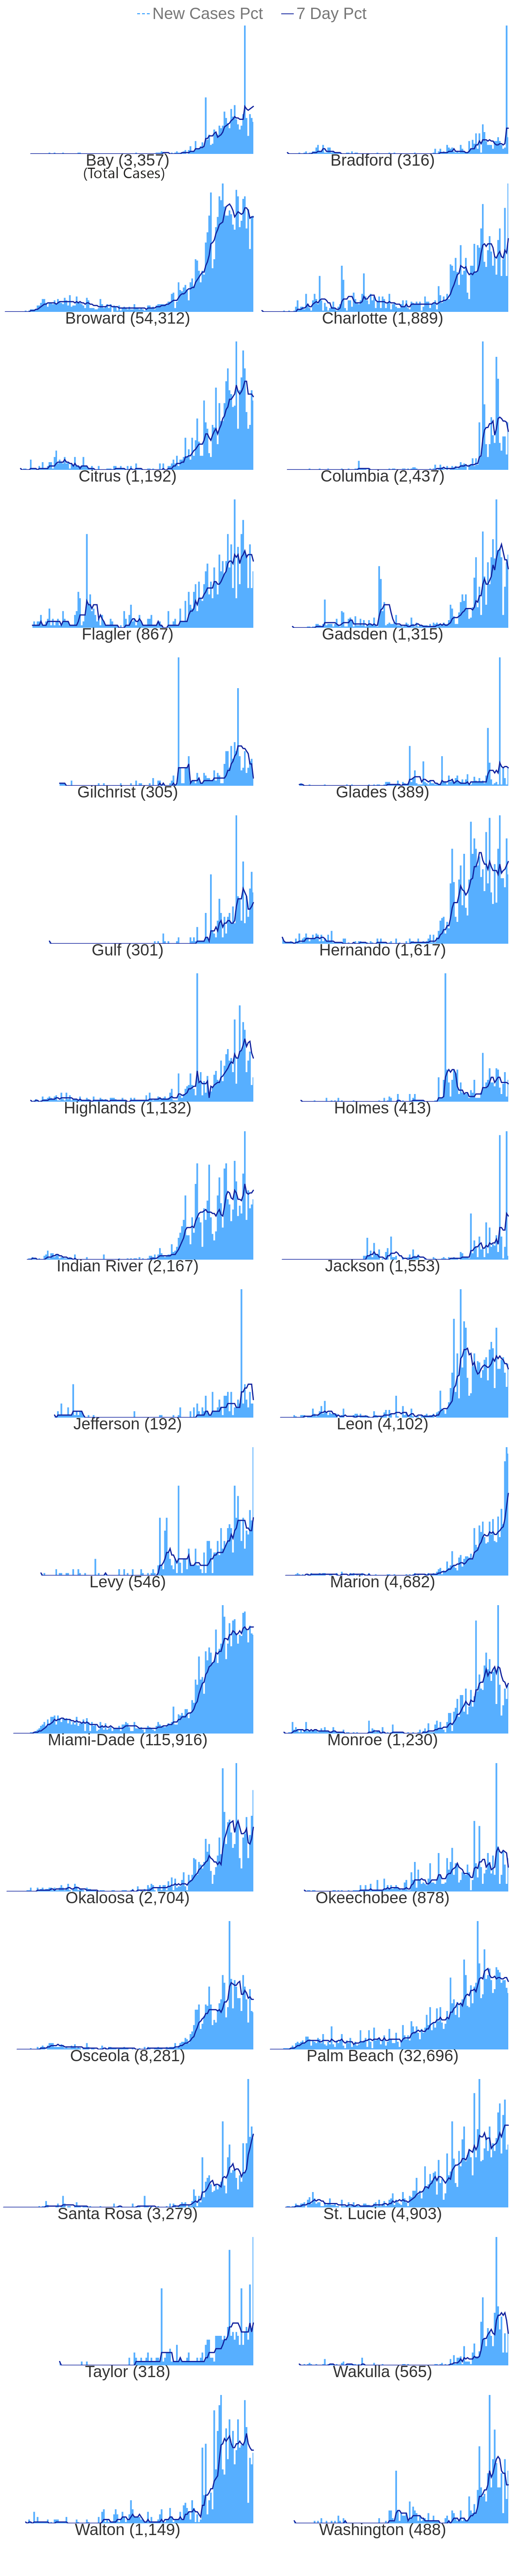 New Cases Pct 7 Day Pct
Bay (3,357) Bradford (316)
(Total Cases)
Broward (54,312) Charlotte (1,889)
Citrus (1,192) Columbia (2,437)
Flagler (867) Gadsden (1,315)
Gilchrist (305) Glades (389)
Gulf (301) Hernando (1,617)
Highlands (1,132) Holmes (413)
Indian River (2,167) Jackson (1,553)
Jefferson (192) Leon (4,102)
Levy (546) Marion (4,682)
Miami-Dade (115,916) Monroe (1,230)
Okaloosa (2,704) Okeechobee (878)
Osceola (8,281) Palm Beach (32,696)
Santa Rosa (3,279) St. Lucie (4,903)
Taylor (318) Wakulla (565)
Walton (1,149) Washington (488)